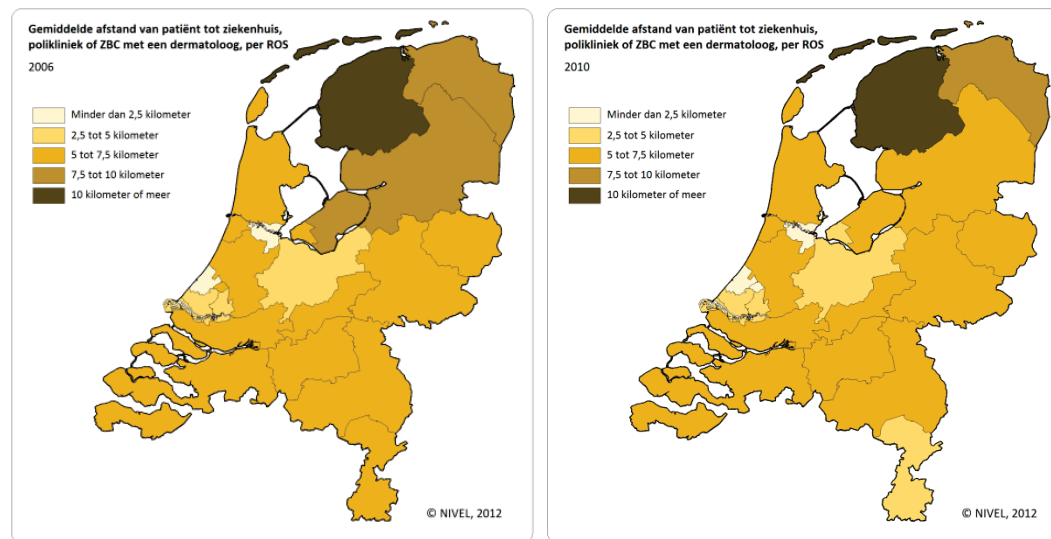 Gemiddelde afstand van patiënt tot ziekenhuis,
polikliniek of ZBC met een dermatoloog, per ROS
2006
Minder dan 2,5 kilometer
2,5 tot 5 kilometer
5 tot 7,5 kilometer
7,5 tot 10 kilometer
10 kilometer of meer
© NIVEL, 2012
Gemiddelde afstand van patiënt tot ziekenhuis,
polikliniek of ZBC met een dermatoloog, per ROS
2010
Minder dan 2,5 kilometer
2,5 tot 5 kilometer
5 tot 7,5 kilometer
7,5 tot 10 kilometer
10 kilometer of meer
© NIVEL, 2012